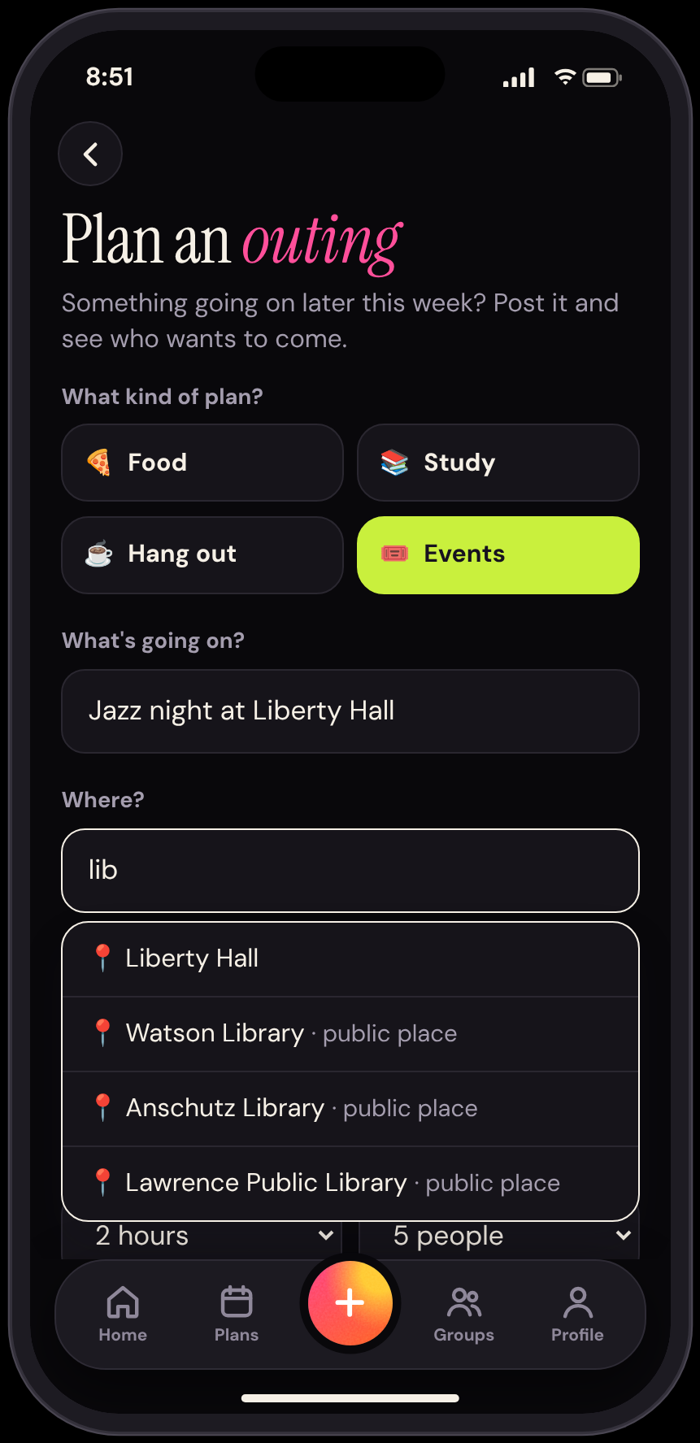 8:51
Plan an outing
Something going on later this week? Post it and
see who wants to come.
What kind of plan?
🍕 Food
📚 Study
☕ Hang out
🎟️ Events
What's going on?
Jazz night at Liberty Hall
Where?
lib
📍 Liberty Hall
📍 Watson Library · public place
📍 Anschutz Library · public place
📍 Lawrence Public Library · public place
2 hours
5 people
Home
Plans
Groups
Profile